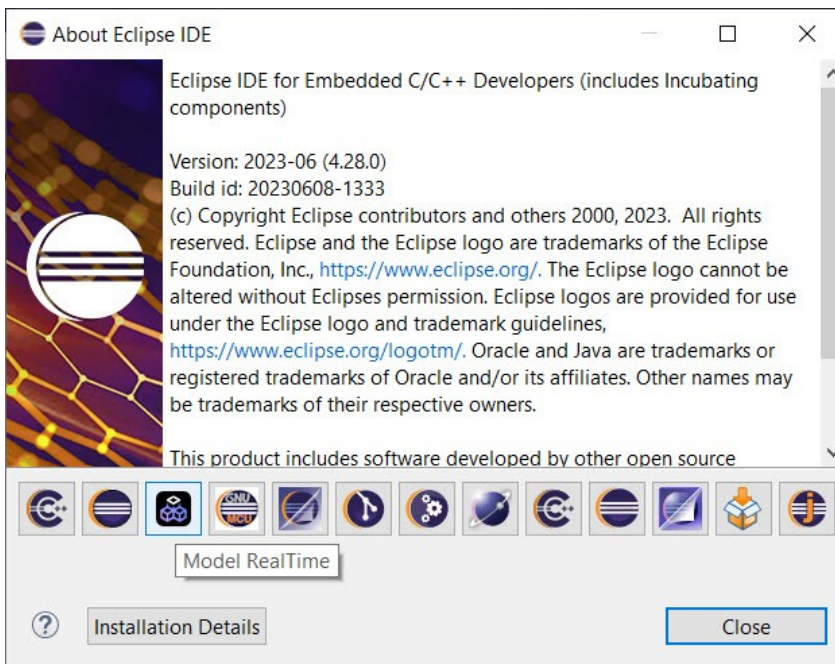 About Eclipse IDE
Eclipse IDE for Embedded C/C++ Developers (includes Incubating
components)
Version: 2023-06 (4.28.0)
Build id: 20230608-1333
(c) Copyright Eclipse contributors and others 2000, 2023.  All rights
reserved. Eclipse and the Eclipse logo are trademarks of the Eclipse
Foundation, Inc., https://www.eclipse.org/. The Eclipse logo cannot be
altered without Eclipses permission. Eclipse logos are provided for use
under the Eclipse logo and trademark guidelines,
https://www.eclipse.org/logotm/. Oracle and Java are trademarks or
registered trademarks of Oracle and/or its affiliates. Other names may
be trademarks of their respective owners.
This product includes software developed by other open source
C++ GNU MCU C++ j
Model RealTime
? Installation Details Close